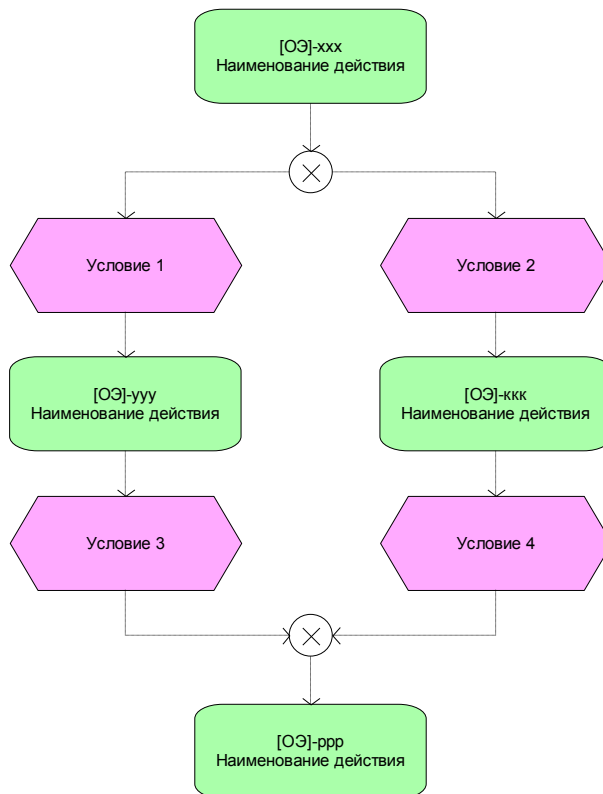 [ОЭ]-xxx
Наименование действия
Условие 1
Условие 2
[ОЭ]-yyy
Наименование действия
[ОЭ]-ккк
Наименование действия
Условие 3
Условие 4
[ОЭ]-ppp
Наименование действия